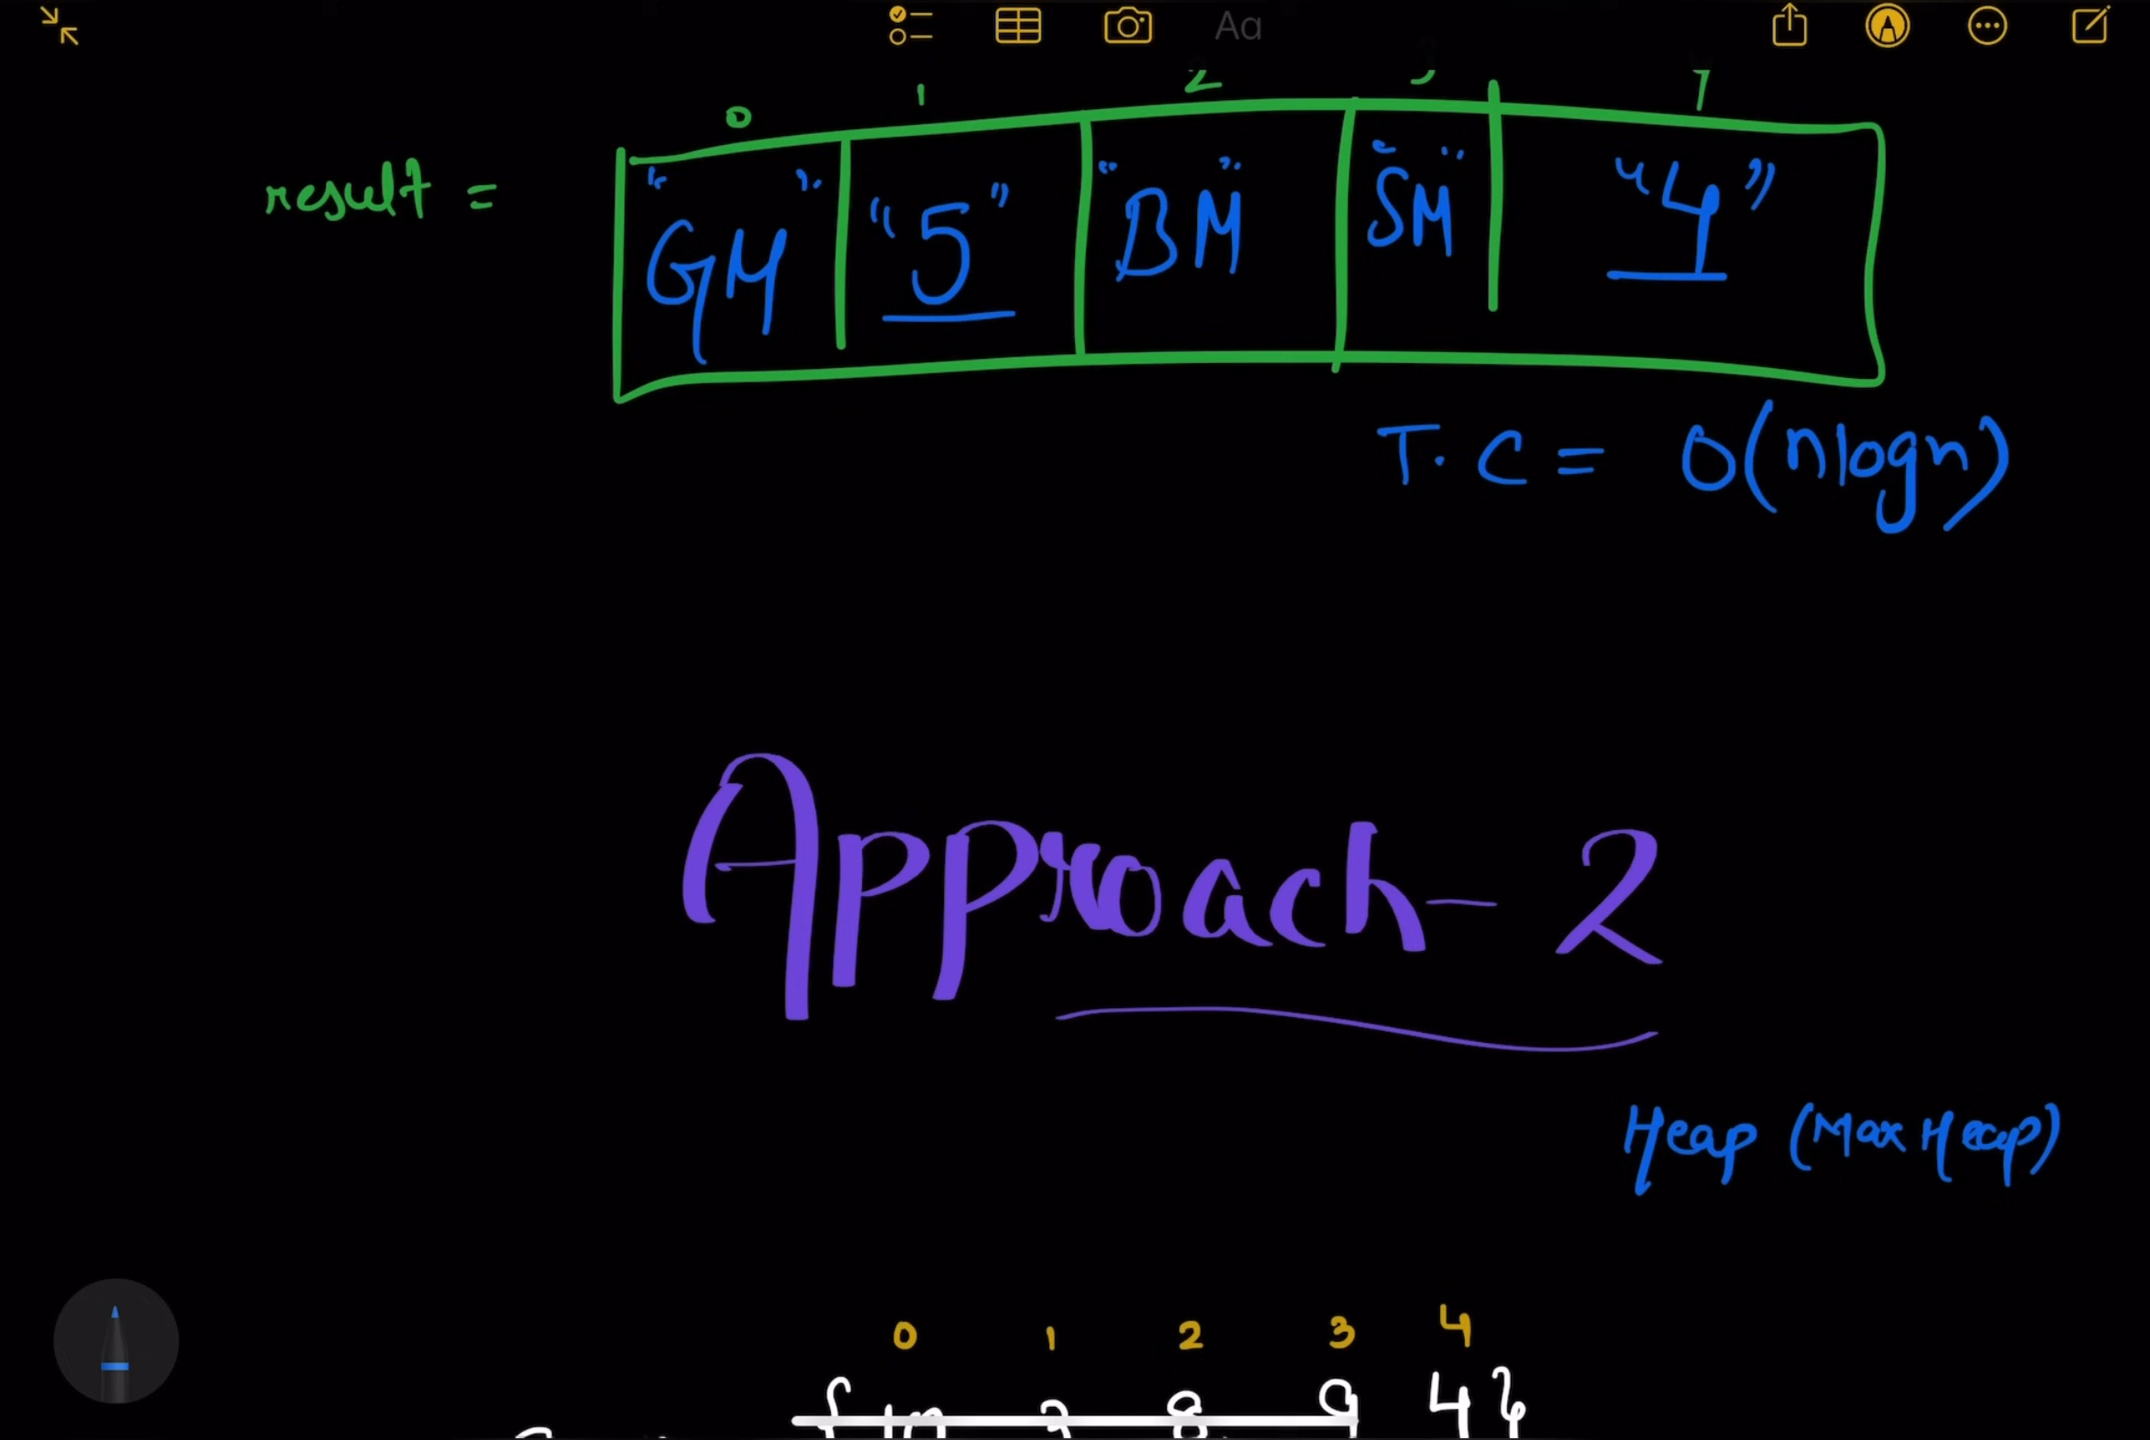 Aa
0 1 2
result = "GM" "5" "BM" "SM" "4"
T.C = O(nlogn)
Approach-2
Heap (Max Heap)
0 1 2 3 4
4}